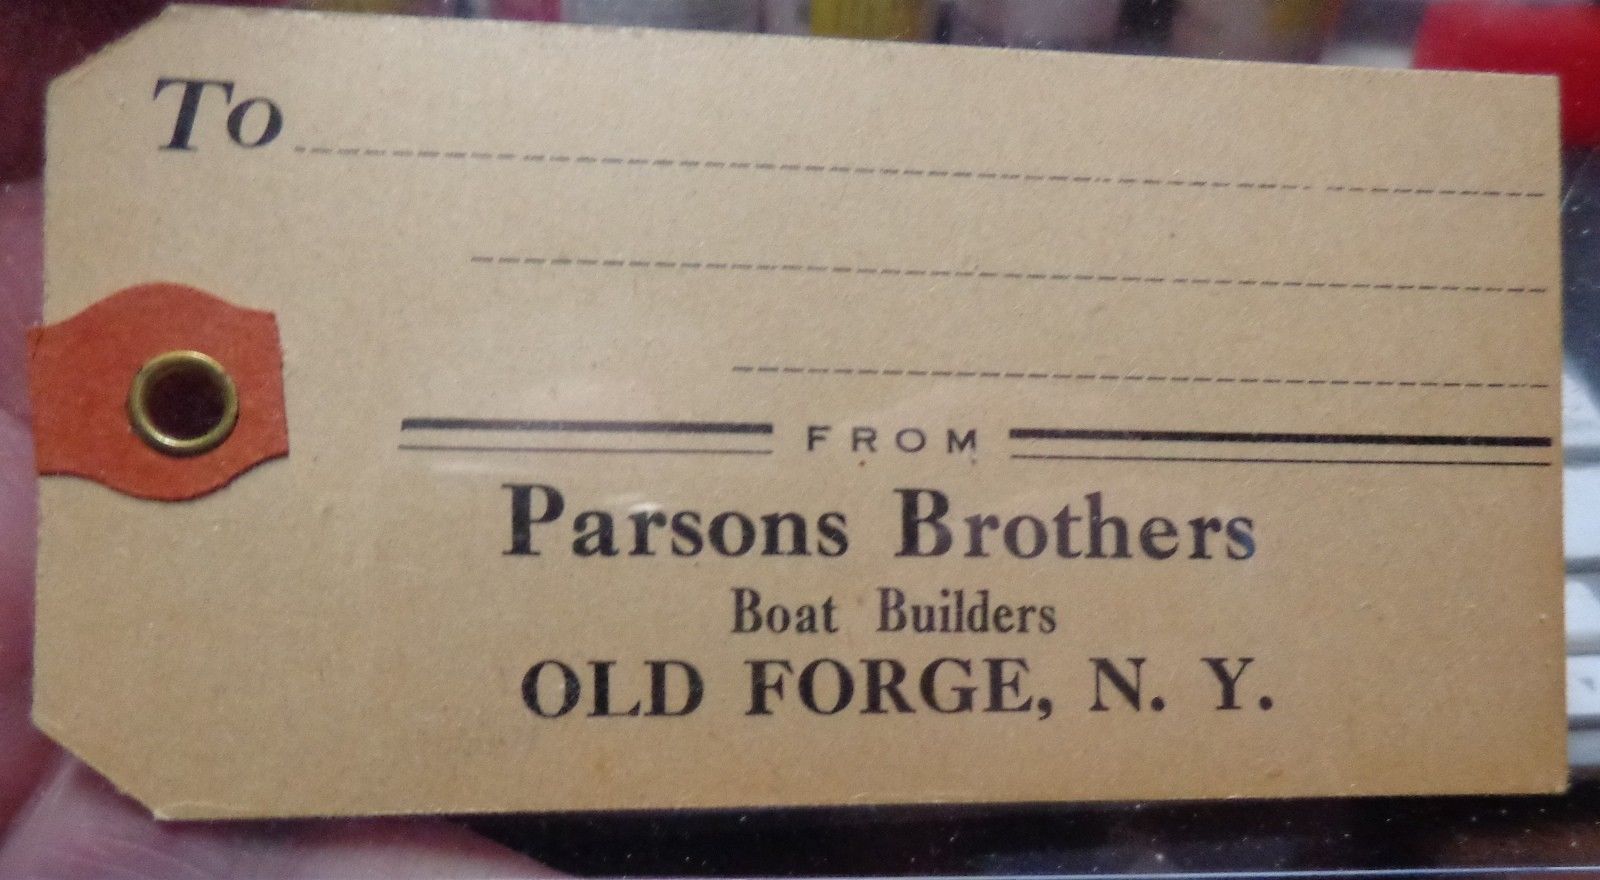 To
FROM
Parsons Brothers
Boat Builders
OLD FORGE, N. Y.